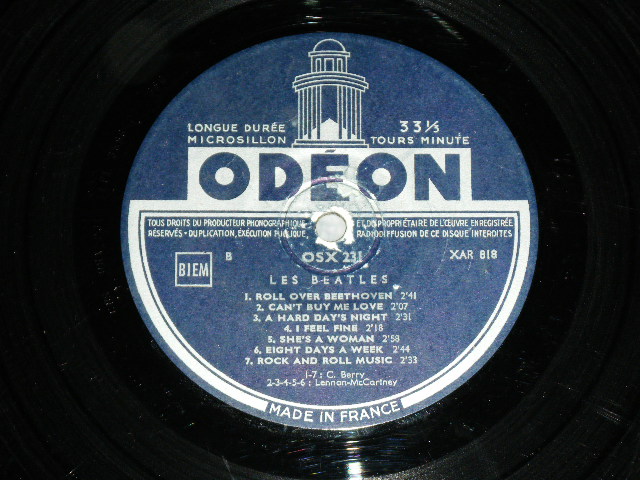 LONGUE DURÉE 33⅓
MICROSILLON TOURS MINUTE
ODÉON
TOUS DROITS DU PRODUCTEUR PHONOGRAPHIQUE ET DU PROPRIÉTAIRE DE L'ŒUVRE ENREGISTRÉE
RÉSERVÉS - DUPLICATION, EXÉCUTION PUBLIQUE, RADIODIFFUSION DE CE DISQUE INTERDITES
BIEM B OSX 231 XAR 818
LES BEATLES
1. ROLL OVER BEETHOVEN 2'41
2. CAN'T BUY ME LOVE 2'07
3. A HARD DAY'S NIGHT 2'31
4. I FEEL FINE 2'18
5. SHE'S A WOMAN 2'58
6. EIGHT DAYS A WEEK 2'44
7. ROCK AND ROLL MUSIC 2'33
1-7 : C. Berry
2-3-4-5-6 : Lennon-McCartney
MADE IN FRANCE